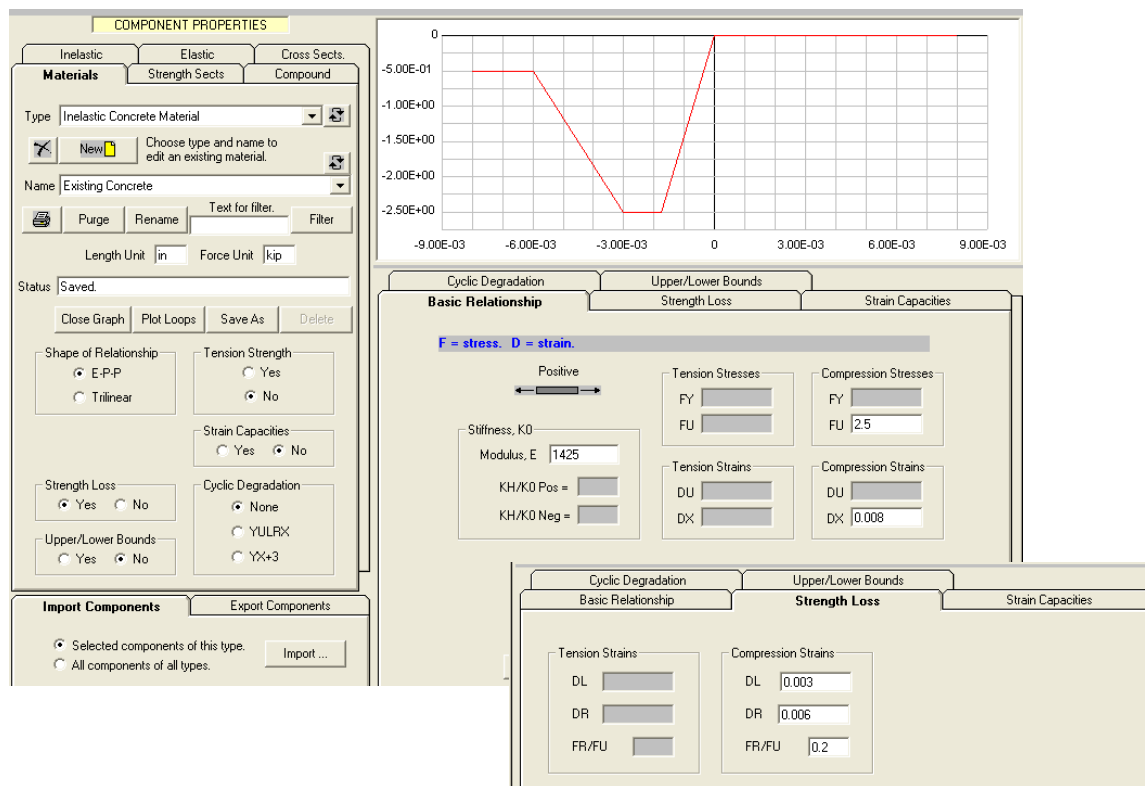 COMPONENT PROPERTIES
Inelastic Elastic Cross Sects.
Materials Strength Sects Compound
Type Inelastic Concrete Material
New Choose type and name to
edit an existing material.
Name Existing Concrete
Text for filter.
Purge Rename Filter
Length Unit in Force Unit kip
Status Saved.
Close Graph Plot Loops Save As Delete
Shape of Relationship
E-P-P
Trilinear
Tension Strength
Yes
No
Strain Capacities
Yes No
Strength Loss
Yes No
Cyclic Degradation
None
YULRX
YX+3
Upper/Lower Bounds
Yes No
Import Components Export Components
Selected components of this type.
All components of all types.
Import ...
0
-5.00E-01
-1.00E+00
-1.50E+00
-2.00E+00
-2.50E+00
-9.00E-03 -6.00E-03 -3.00E-03 0 3.00E-03 6.00E-03 9.00E-03
Cyclic Degradation Upper/Lower Bounds
Basic Relationship Strength Loss Strain Capacities
F = stress. D = strain.
Positive
Stiffness, K0
Modulus, E 1425
KH/K0 Pos =
KH/K0 Neg =
Tension Stresses
FY
FU
Compression Stresses
FY
FU 2.5
Tension Strains
DU
DX
Compression Strains
DU
DX 0.008
Cyclic Degradation Upper/Lower Bounds
Basic Relationship Strength Loss Strain Capacities
Tension Strains
DL
DR
FR/FU
Compression Strains
DL 0.003
DR 0.006
FR/FU 0.2